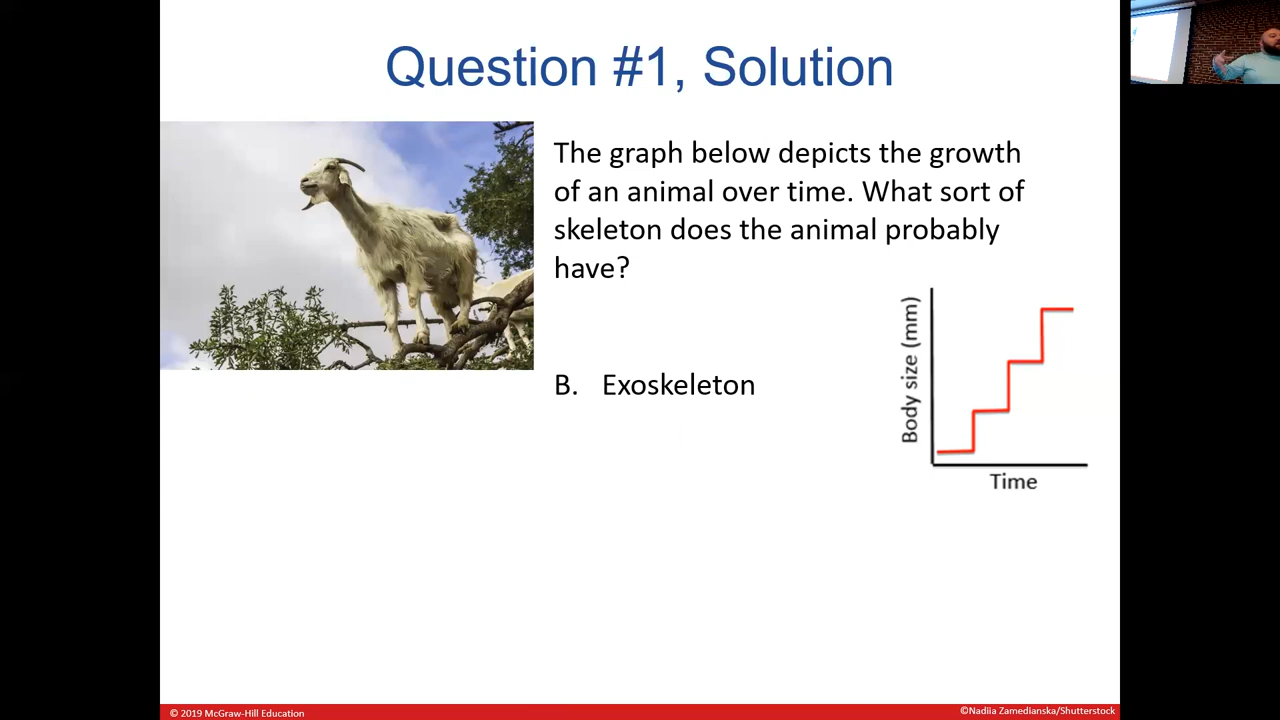 Question #1, Solution
The graph below depicts the growth
of an animal over time. What sort of
skeleton does the animal probably
have?
B. Exoskeleton
Body size (mm)
Time
© 2019 McGraw-Hill Education
©Nadiia Zamedianska/Shutterstock